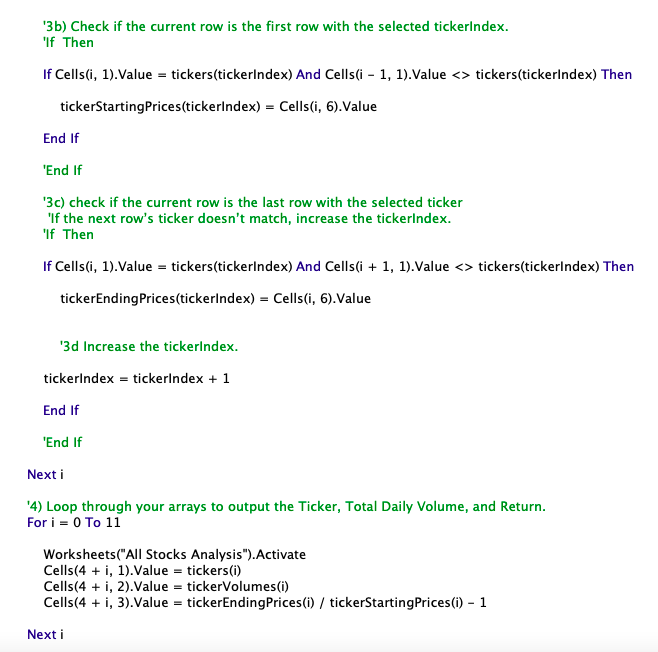 '3b) Check if the current row is the first row with the selected tickerIndex.
'If  Then
If Cells(i, 1).Value = tickers(tickerIndex) And Cells(i - 1, 1).Value <> tickers(tickerIndex) Then
tickerStartingPrices(tickerIndex) = Cells(i, 6).Value
End If
'End If
'3c) check if the current row is the last row with the selected ticker
'If the next row's ticker doesn't match, increase the tickerIndex.
'If  Then
If Cells(i, 1).Value = tickers(tickerIndex) And Cells(i + 1, 1).Value <> tickers(tickerIndex) Then
tickerEndingPrices(tickerIndex) = Cells(i, 6).Value
'3d Increase the tickerIndex.
tickerIndex = tickerIndex + 1
End If
'End If
Next i
'4) Loop through your arrays to output the Ticker, Total Daily Volume, and Return.
For i = 0 To 11
Worksheets("All Stocks Analysis").Activate
Cells(4 + i, 1).Value = tickers(i)
Cells(4 + i, 2).Value = tickerVolumes(i)
Cells(4 + i, 3).Value = tickerEndingPrices(i) / tickerStartingPrices(i) - 1
Next i